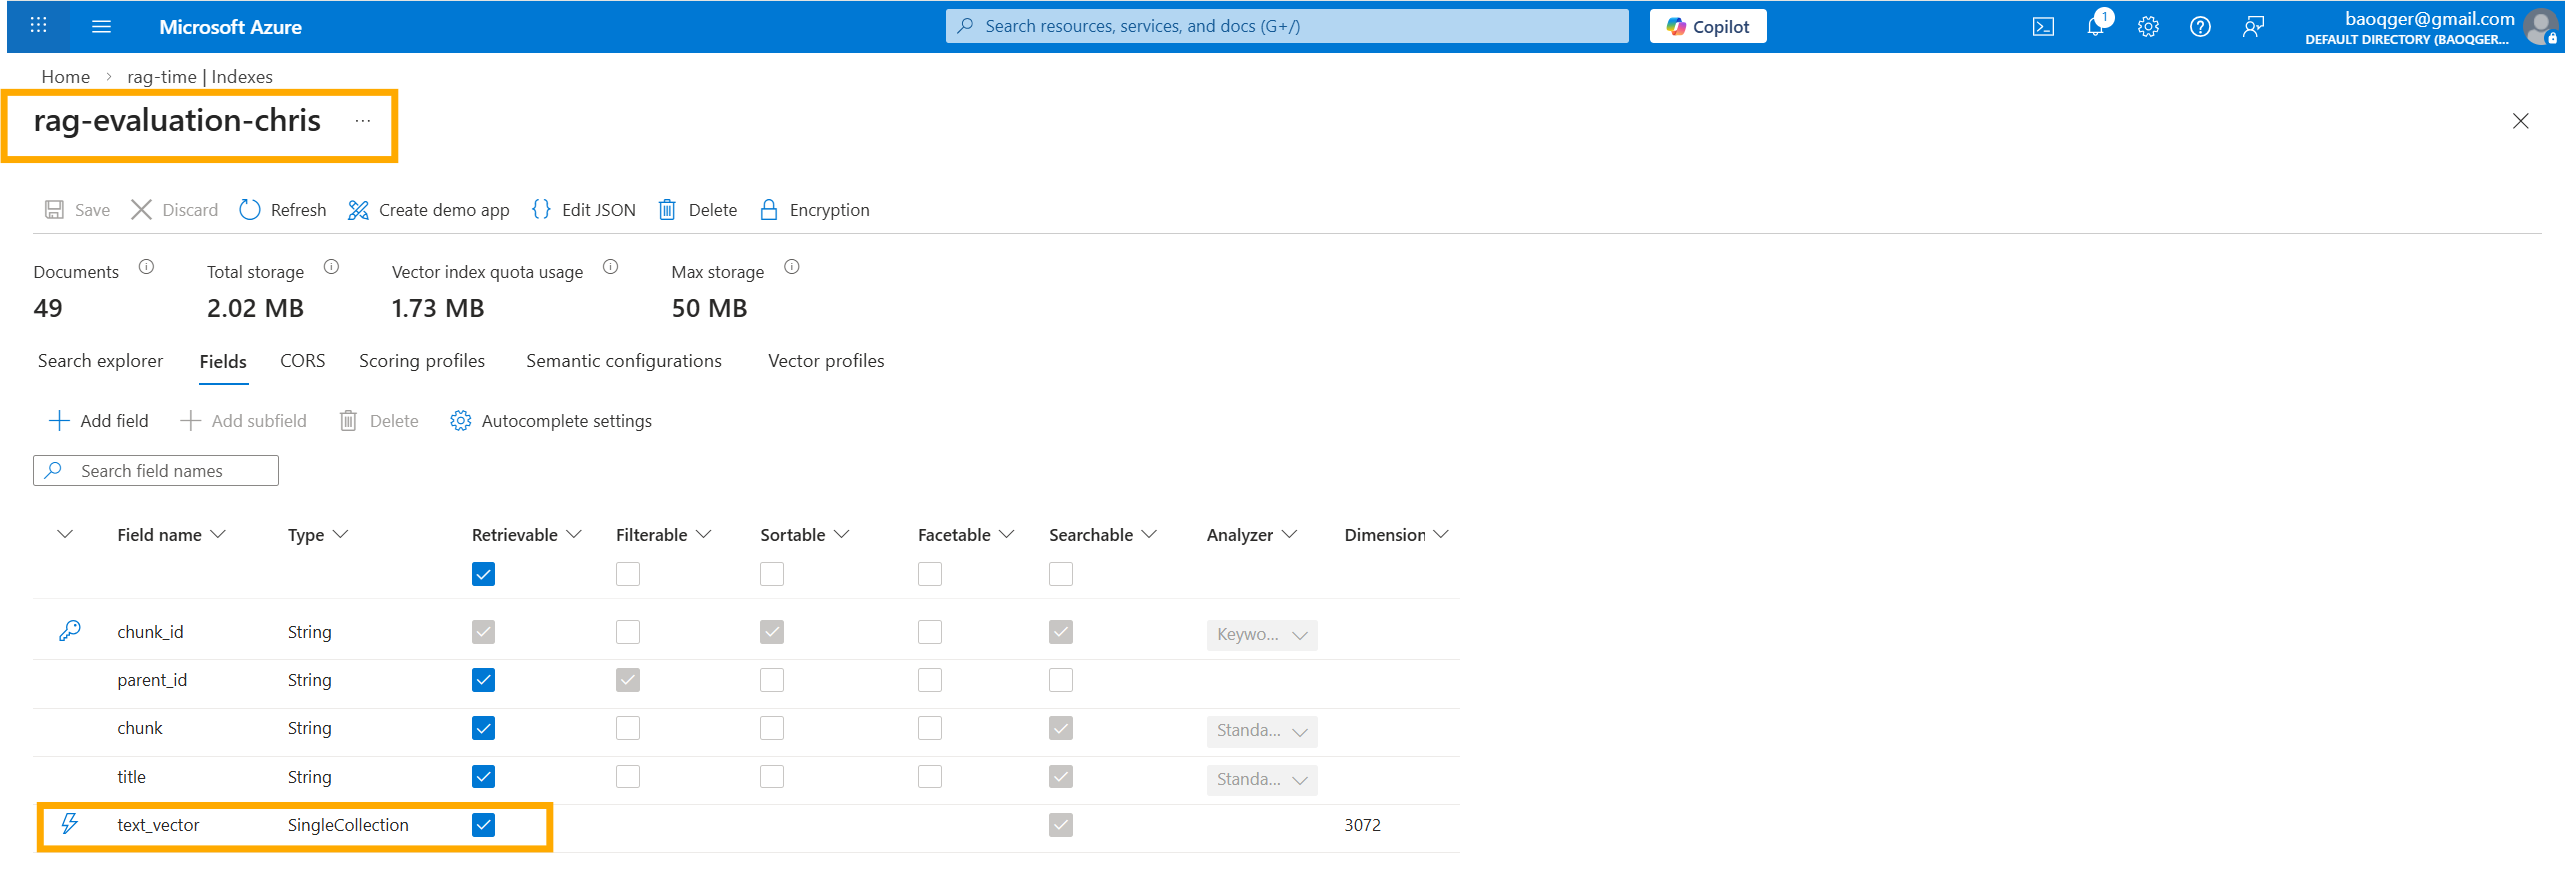 Microsoft Azure
Search resources, services, and docs (G+/)
Copilot
1
baoqger@gmail.com
DEFAULT DIRECTORY (BAOQGER...
Home > rag-time | Indexes
rag-evaluation-chris ...
Save Discard Refresh Create demo app {} Edit JSON Delete Encryption
Documents Total storage Vector index quota usage Max storage
49 2.02 MB 1.73 MB 50 MB
Search explorer Fields CORS Scoring profiles Semantic configurations Vector profiles
Add field Add subfield Delete Autocomplete settings
Search field names
Field name Type Retrievable Filterable Sortable Facetable Searchable Analyzer Dimension
chunk_id String Keywo...
parent_id String
chunk String Standa...
title String Standa...
text_vector SingleCollection 3072